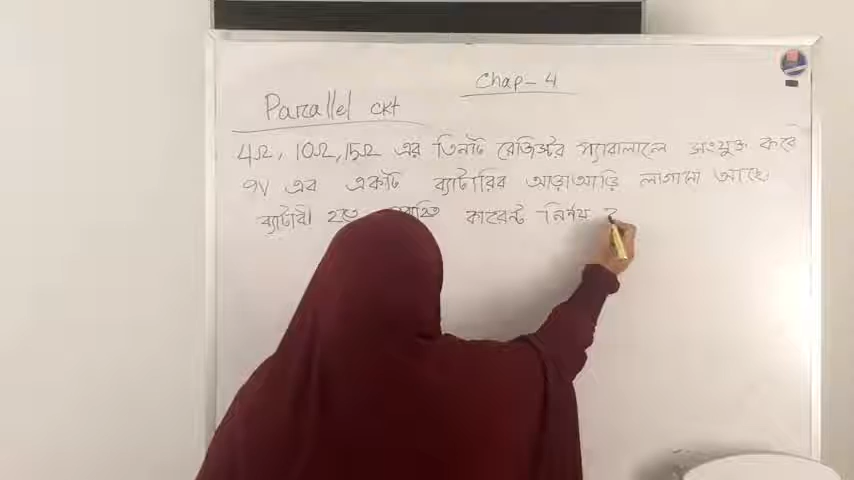 Chap-4
Parallel ckt
4Ω, 10Ω, 15Ω এর তিনটি রেজিস্টর প্যারালালে সংযুক্ত করে
9V এর একটি ব্যাটারির আড়াআড়ি লাগানো আছে
ব্যাটারী হতে কারেন্ট নির্ণয়